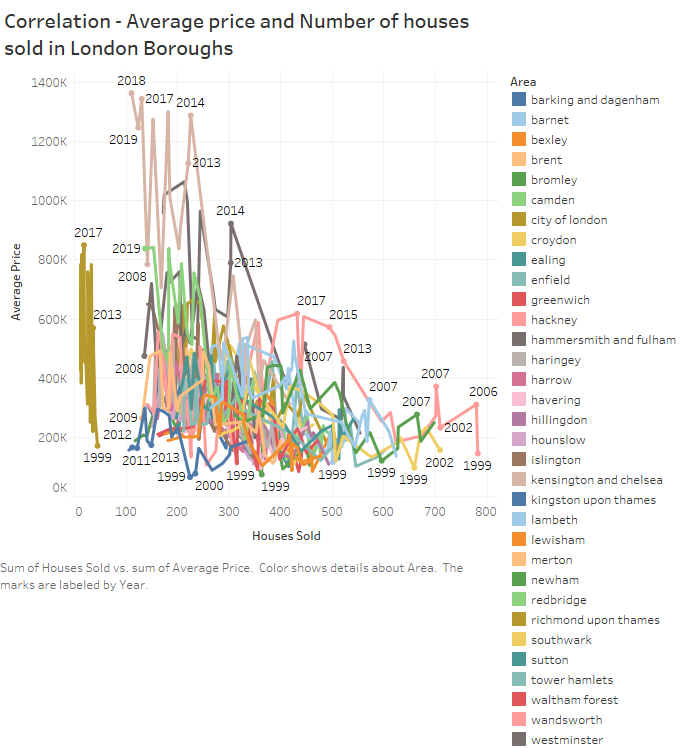 Correlation - Average price and Number of houses
sold in London Boroughs
1400K
1200K
1000K
800K
600K
400K
200K
0K
Average Price
2018
2017
2014
2019
2013
2014
2017
2019
2013
2008
2013
2017
2015
2007
2013
2008
2007
2007
2006
2009
2007
2012
2002
1999
2011
2013
1999
2000
1999
1999
1999
1999
1999
2002
1999
0
100
200
300
400
500
600
700
800
Houses Sold
Area
barking and dagenham
barnet
bexley
brent
bromley
camden
city of london
croydon
ealing
enfield
greenwich
hackney
hammersmith and fulham
haringey
harrow
havering
hillingdon
hounslow
islington
kensington and chelsea
kingston upon thames
lambeth
lewisham
merton
newham
redbridge
richmond upon thames
southwark
sutton
tower hamlets
waltham forest
wandsworth
westminster
Sum of Houses Sold vs. sum of Average Price. Color shows details about Area. The
marks are labeled by Year.